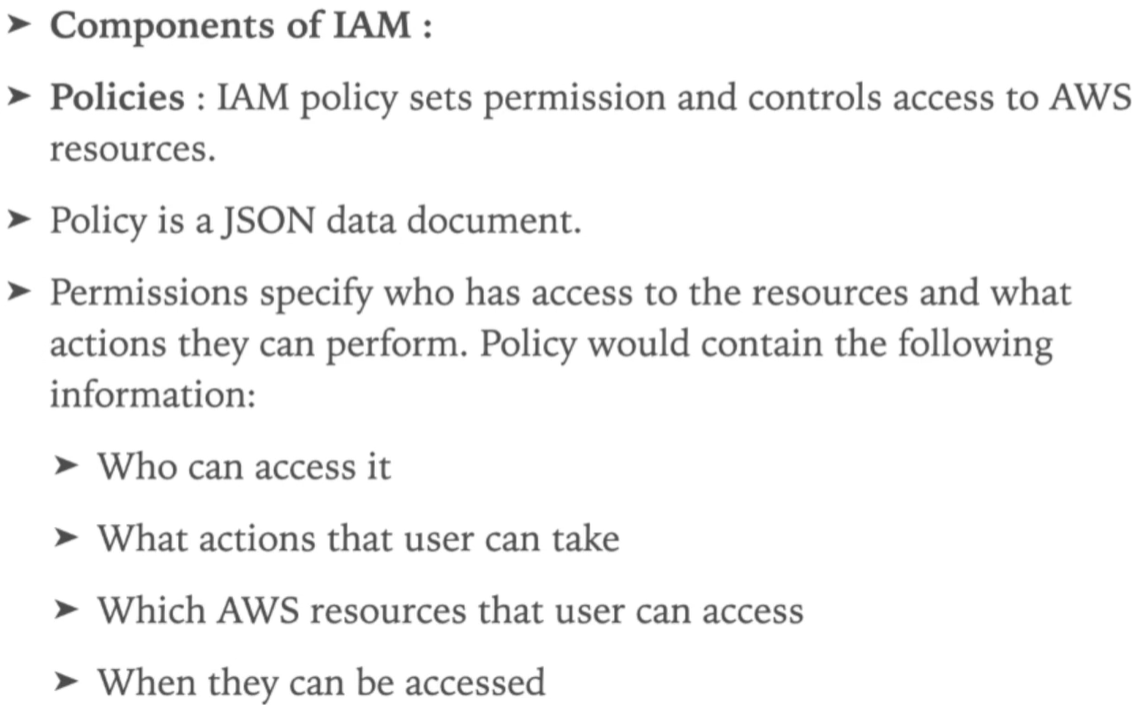 ➤ Components of IAM :
➤ Policies : IAM policy sets permission and controls access to AWS
resources.
➤ Policy is a JSON data document.
➤ Permissions specify who has access to the resources and what
actions they can perform. Policy would contain the following
information:
➤ Who can access it
➤ What actions that user can take
➤ Which AWS resources that user can access
➤ When they can be accessed